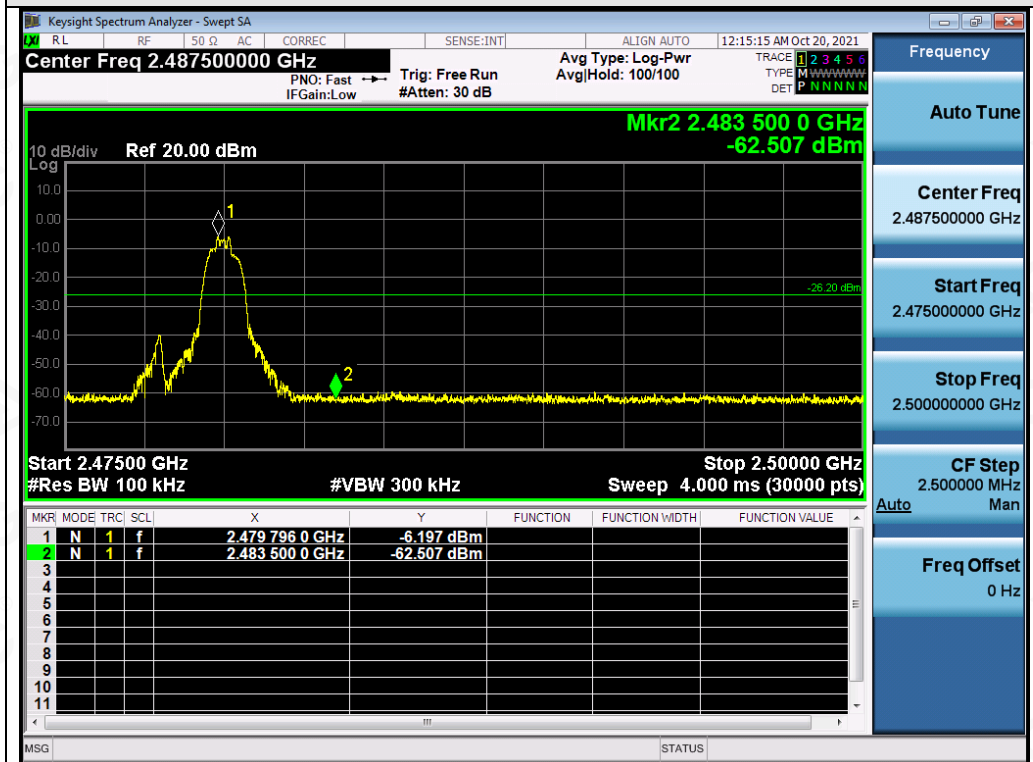 Keysight Spectrum Analyzer - Swept SA
LXI RL RF 50 Ω AC CORREC SENSE:INT ALIGN AUTO 12:15:15 AM Oct 20, 2021
Center Freq 2.487500000 GHz
PNO: Fast
IFGain:Low
Trig: Free Run
#Atten: 30 dB
Avg Type: Log-Pwr
Avg|Hold: 100/100
TRACE 1 2 3 4 5 6
TYPE M WWWWW
DET P N N N N N
Mkr2 2.483 500 0 GHz
-62.507 dBm
10 dB/div Ref 20.00 dBm
Log
10.0
0.00
-10.0
-20.0
-30.0
-40.0
-50.0
-60.0
-70.0
1
2
-26.20 dBm
Start 2.47500 GHz Stop 2.50000 GHz
#Res BW 100 kHz #VBW 300 kHz Sweep 4.000 ms (30000 pts)
MKR MODE TRC SCL X Y FUNCTION FUNCTION WIDTH FUNCTION VALUE
1 N 1 f 2.479 796 0 GHz -6.197 dBm
2 N 1 f 2.483 500 0 GHz -62.507 dBm
3
4
5
6
7
8
9
10
11
MSG STATUS
Frequency
Auto Tune
Center Freq
2.487500000 GHz
Start Freq
2.475000000 GHz
Stop Freq
2.500000000 GHz
CF Step
2.500000 MHz
Auto Man
Freq Offset
0 Hz